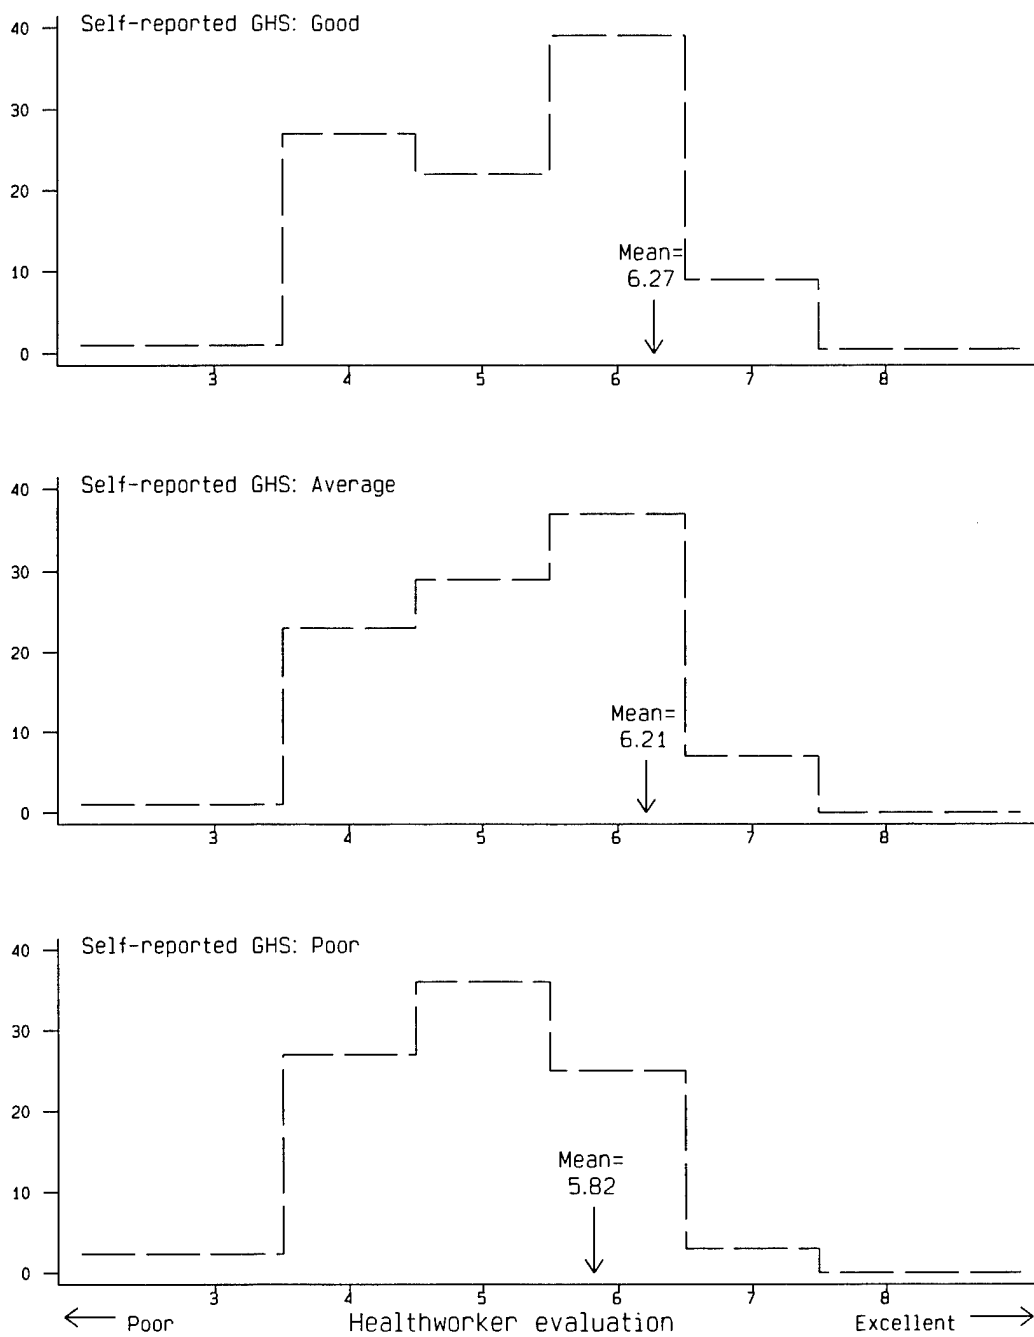 Self-reported GHS: Good
40
30
20
10
0
Mean=
6.27
3 4 5 6 7 8
Self-reported GHS: Average
40
30
20
10
0
Mean=
6.21
3 4 5 6 7 8
Self-reported GHS: Poor
40
30
20
10
0
Mean=
5.82
3 4 5 6 7 8
Poor Healthworker evaluation Excellent